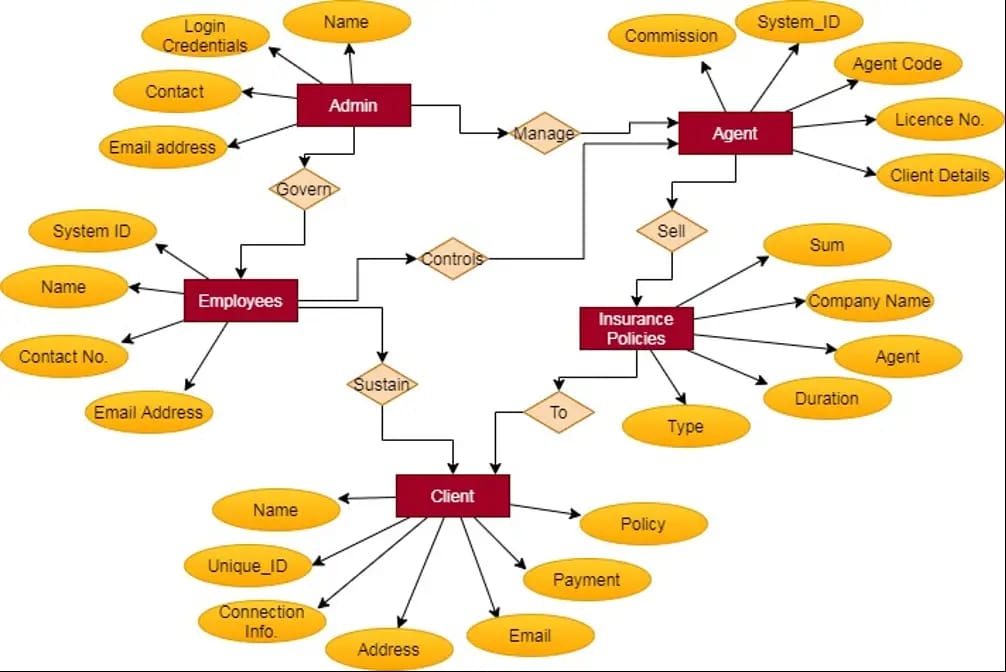 Login
Credentials
Name
Contact
Admin
Email address
Govern
Manage
Commission
System_ID
Agent Code
Agent
Licence No.
Client Details
Sell
System ID
Name
Employees
Contact No.
Email Address
Controls
Sustain
Sum
Insurance
Policies
Company Name
Agent
Duration
Type
To
Client
Name
Unique_ID
Connection
Info.
Address
Email
Payment
Policy